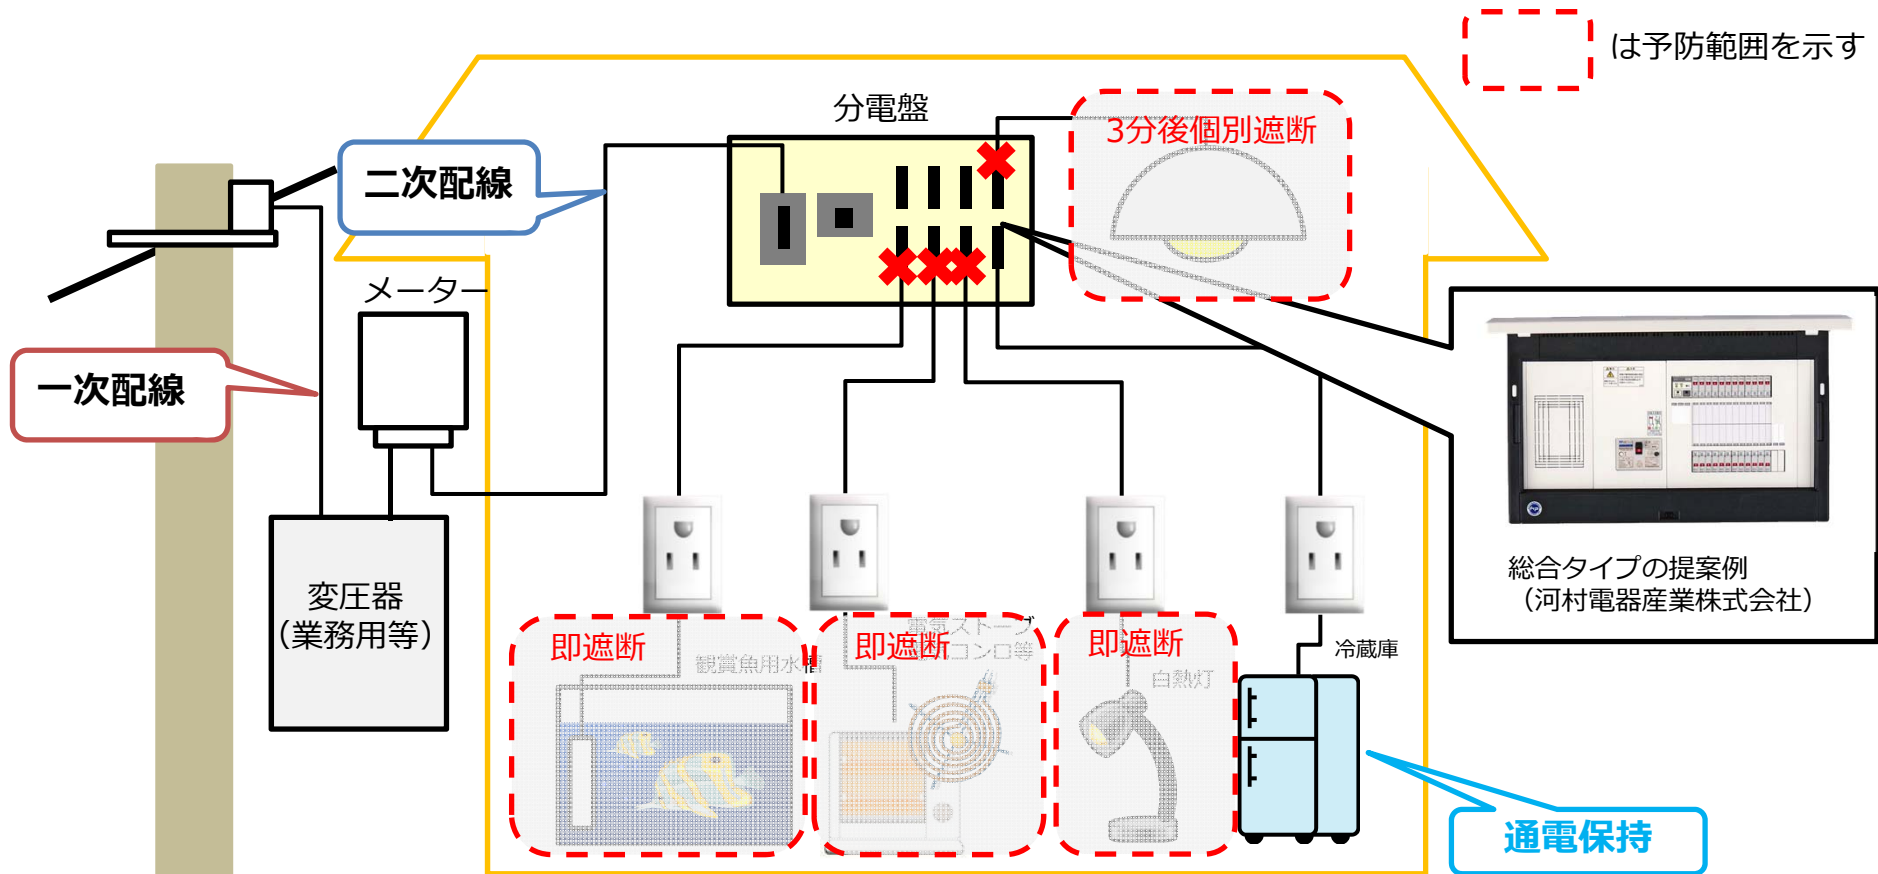 は予防範囲を示す
分電盤
3分後個別遮断
二次配線
メーター
一次配線
変圧器
（業務用等）
総合タイプの提案例
（河村電器産業株式会社）
即遮断
観賞魚用水槽
即遮断
電気ストーブ
電気コンロ等
即遮断
白熱灯
冷蔵庫
通電保持